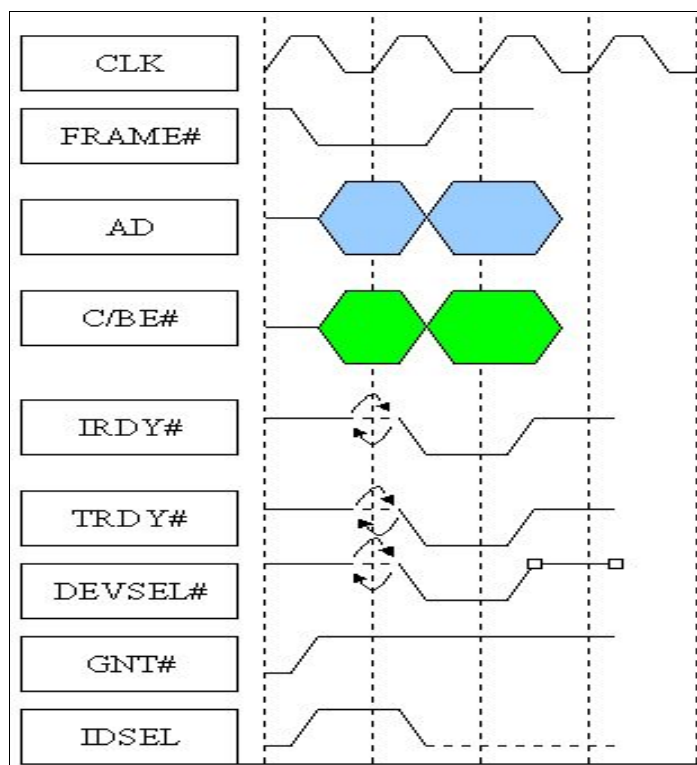 CLK
FRAME#
AD
C/BE#
IRDY#
TRDY#
DEVSEL#
GNT#
IDSEL